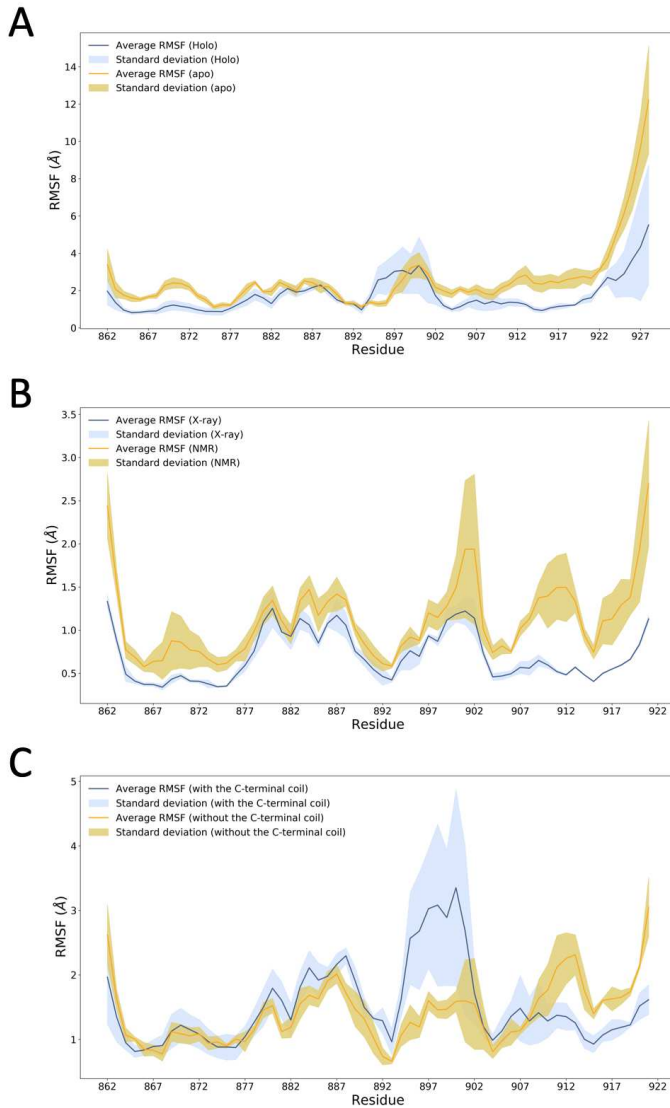 A
Average RMSF (Holo)
Standard deviation (Holo)
Average RMSF (apo)
Standard deviation (apo)
14
12
10
8
6
4
2
0
RMSF (Å)
862 867 872 877 882 887 892 897 902 907 912 917 922 927
Residue
B
Average RMSF (X-ray)
Standard deviation (X-ray)
Average RMSF (NMR)
Standard deviation (NMR)
3.5
3.0
2.5
2.0
1.5
1.0
0.5
RMSF (Å)
862 867 872 877 882 887 892 897 902 907 912 917 922
Residue
C
Average RMSF (with the C-terminal coil)
Standard deviation (with the C-terminal coil)
Average RMSF (without the C-terminal coil)
Standard deviation (without the C-terminal coil)
5
4
3
2
1
RMSF (Å)
862 867 872 877 882 887 892 897 902 907 912 917 922
Residue